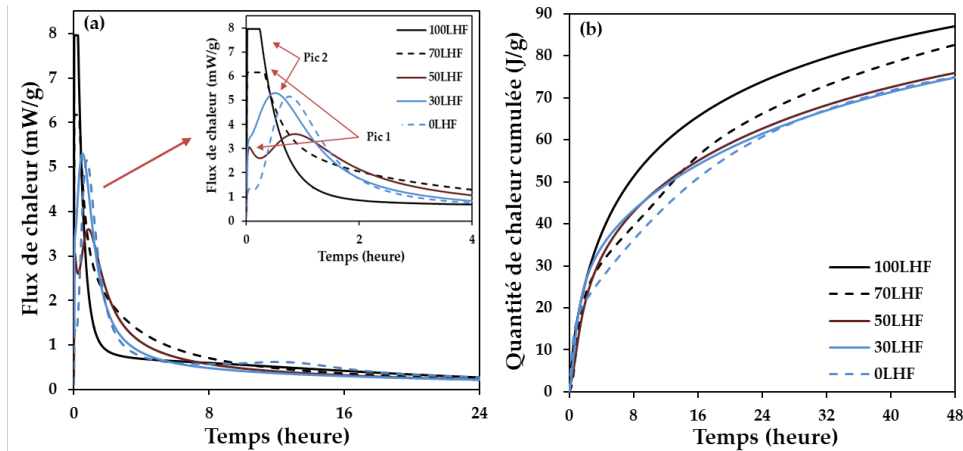 (a)
Flux de chaleur (mW/g)
8
7
6
5
4
3
2
1
0
0
8
16
24
Temps (heure)
Flux de chaleur (mW/g)
8
7
6
5
4
3
2
1
0
0
2
4
Temps (heure)
Pic 2
Pic 1
100LHF
70LHF
50LHF
30LHF
0LHF
(b)
Quantité de chaleur cumulée (J/g)
90
80
70
60
50
40
30
20
10
0
0
8
16
24
32
40
48
Temps (heure)
100LHF
70LHF
50LHF
30LHF
0LHF